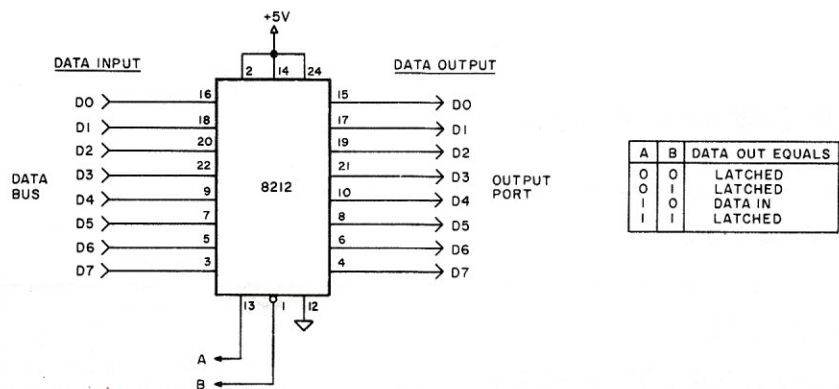 +5V
DATA INPUT
DATA OUTPUT
2 14 24
D0 16 15 D0
D1 18 17 D1
D2 20 19 D2
D3 22 21 D3
DATA BUS
8212
OUTPUT PORT
D4 9 10 D4
D5 7 8 D5
D6 5 6 D6
D7 3 4 D7
13 1 12
A
B
A B DATA OUT EQUALS
0 0 LATCHED
0 1 LATCHED
1 0 DATA IN
1 1 LATCHED